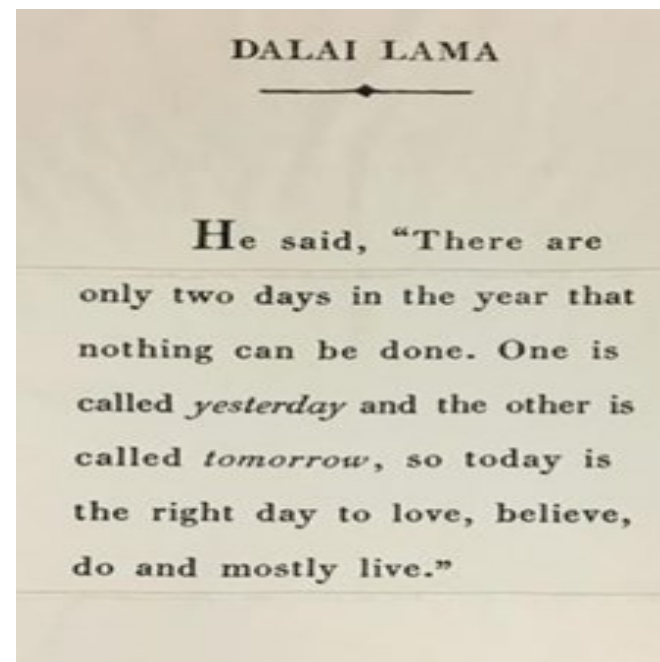 DALAI LAMA
He said, “There are
only two days in the year that
nothing can be done. One is
called yesterday and the other is
called tomorrow, so today is
the right day to love, believe,
do and mostly live.”